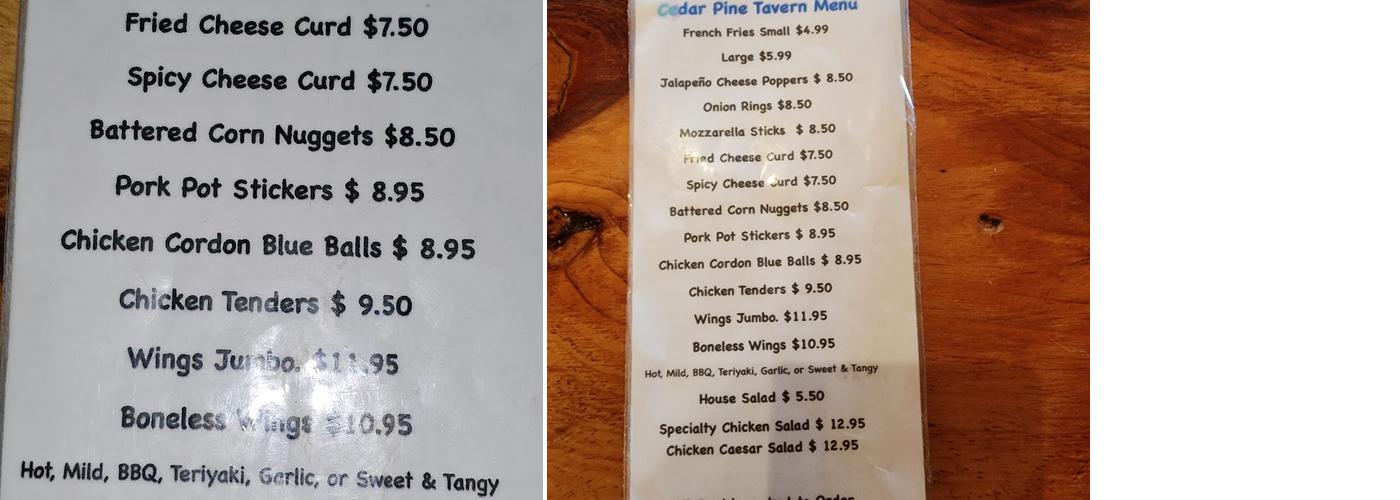 Fried Cheese Curd $7.50
Spicy Cheese Curd $7.50
Battered Corn Nuggets $8.50
Pork Pot Stickers $ 8.95
Chicken Cordon Blue Balls $ 8.95
Chicken Tenders $ 9.50
Wings Jumbo. $11.95
Boneless Wings $10.95
Hot, Mild, BBQ, Teriyaki, Garlic, or Sweet & Tangy
Cedar Pine Tavern Menu
French Fries Small $4.99
Large $5.99
Jalapeño Cheese Poppers $ 8.50
Onion Rings $8.50
Mozzarella Sticks $ 8.50
Fried Cheese Curd $7.50
Spicy Cheese Curd $7.50
Battered Corn Nuggets $8.50
Pork Pot Stickers $ 8.95
Chicken Cordon Blue Balls $ 8.95
Chicken Tenders $ 9.50
Wings Jumbo. $11.95
Boneless Wings $10.95
Hot, Mild, BBQ, Teriyaki, Garlic, or Sweet & Tangy
House Salad $ 5.50
Specialty Chicken Salad $ 12.95
Chicken Caesar Salad $ 12.95
to Order